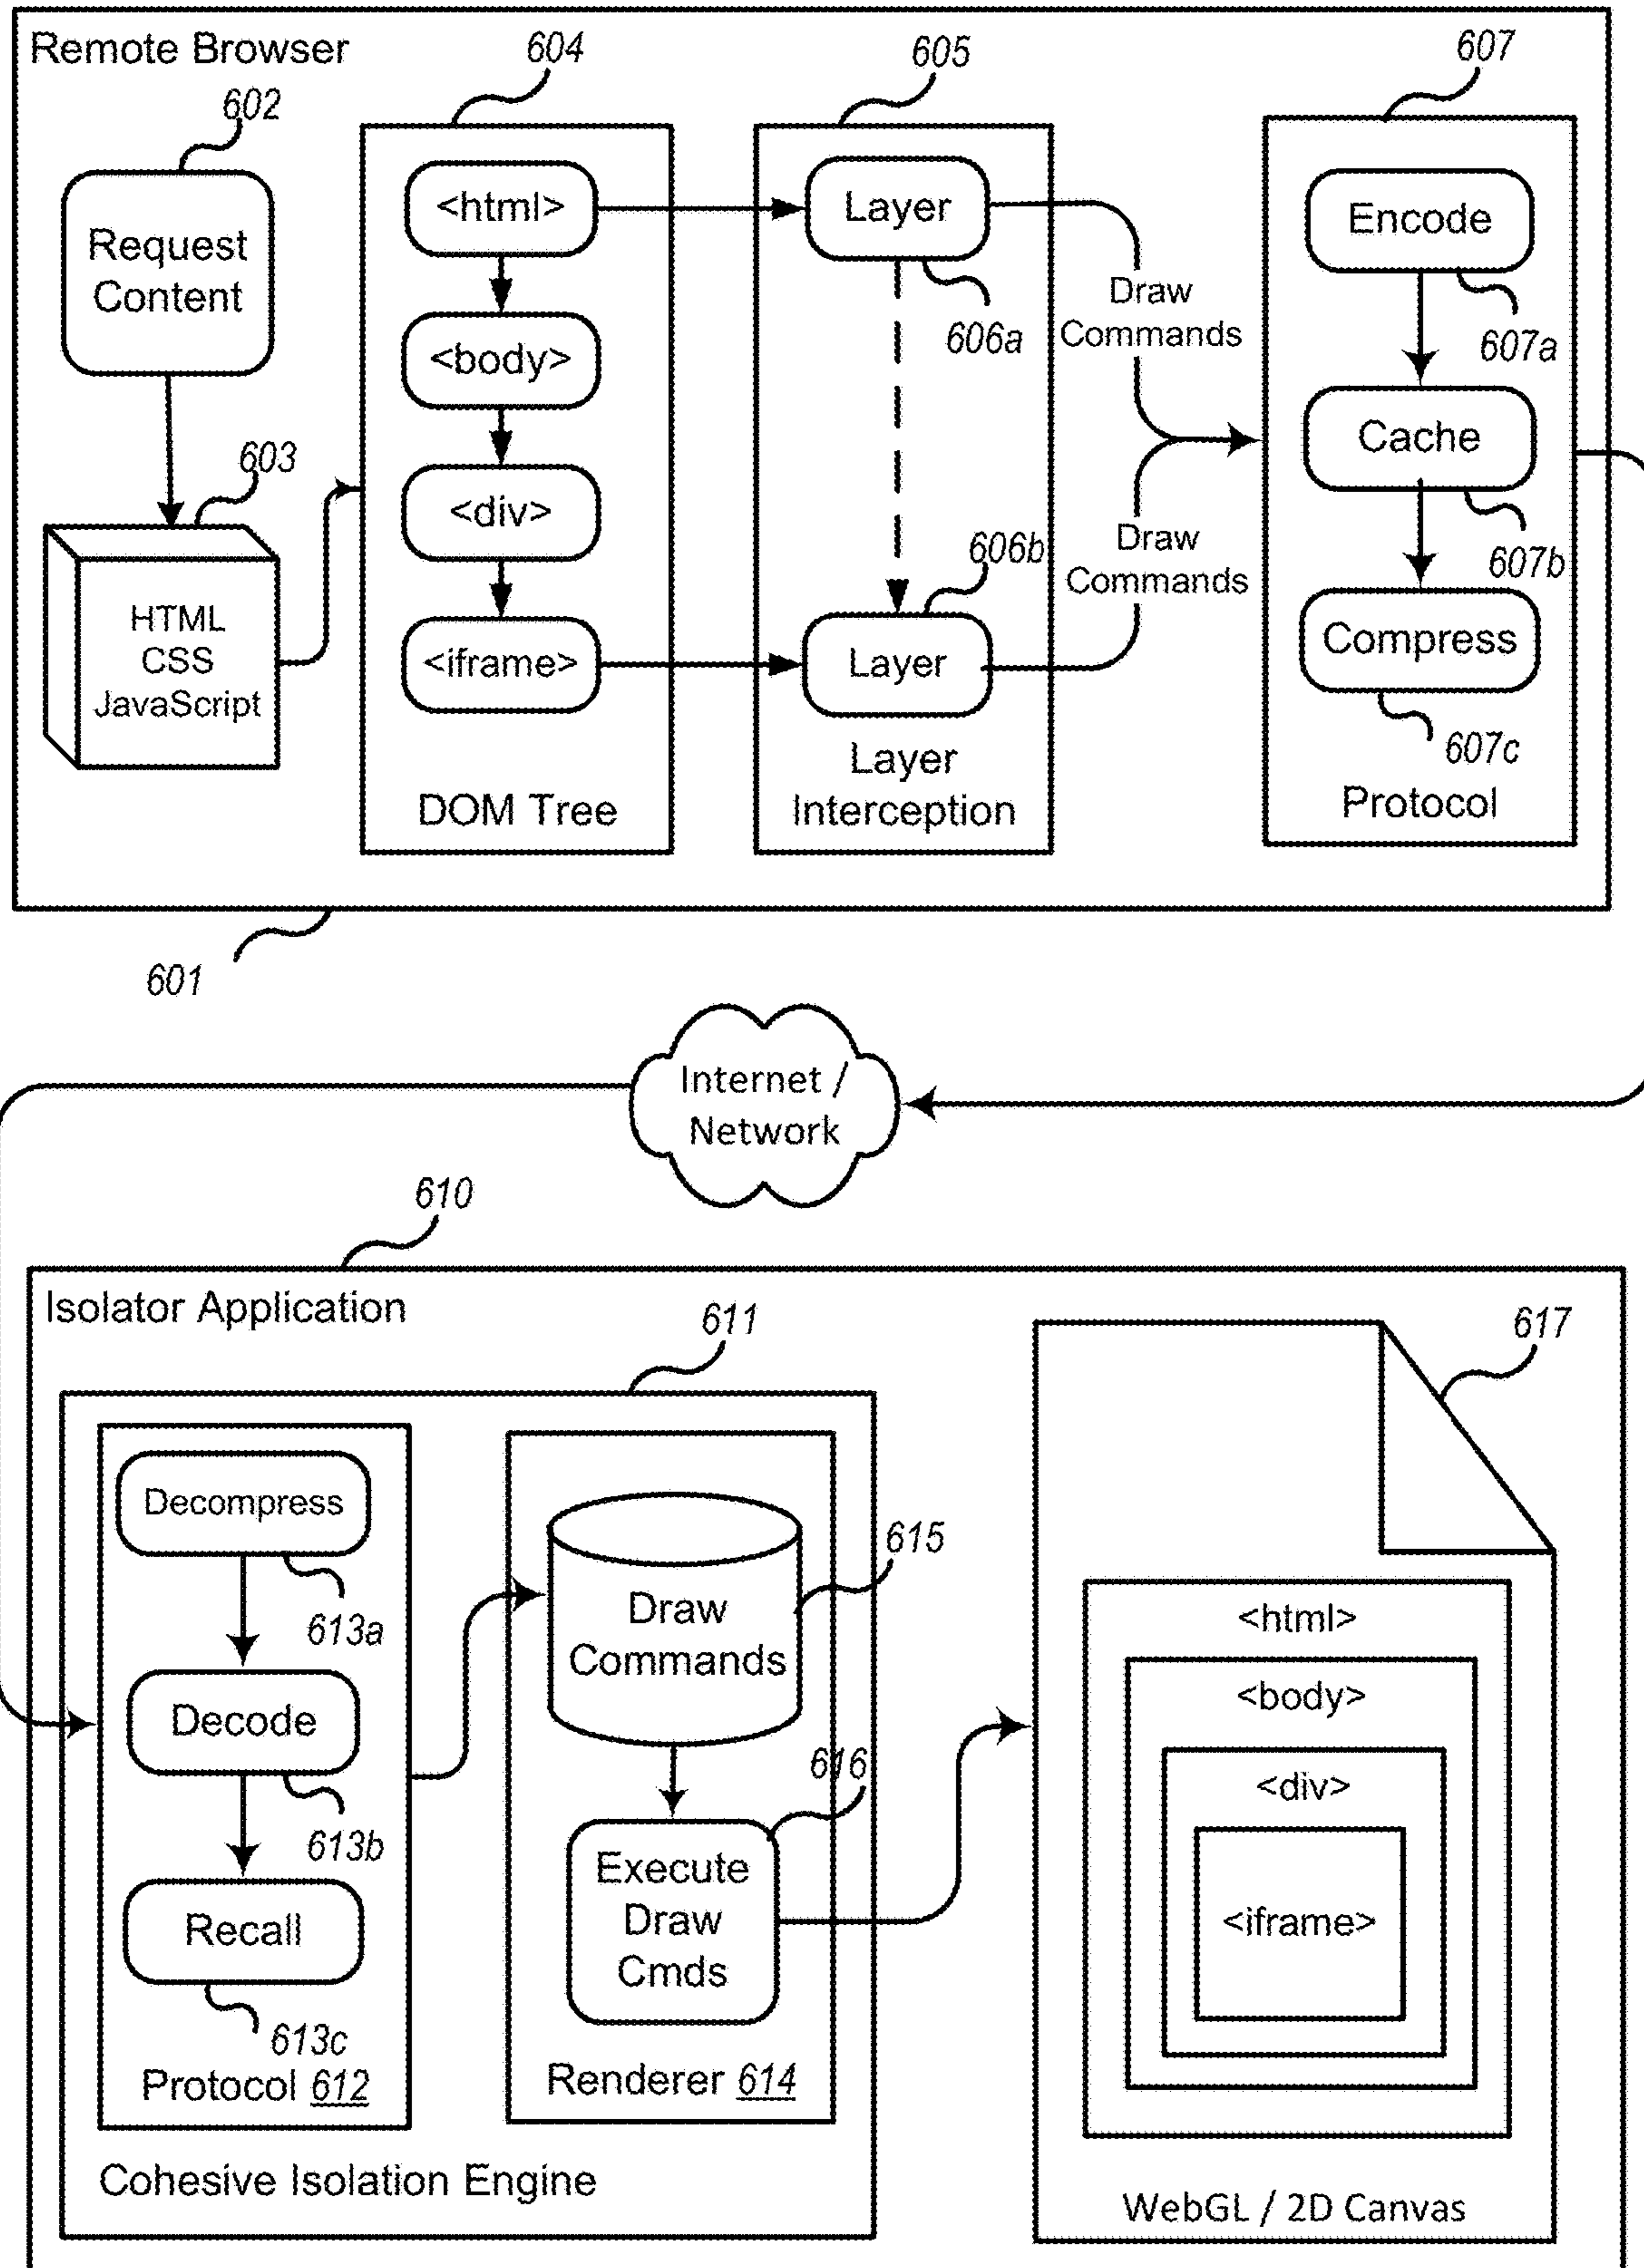 Remote Browser
602
604
605
607
Request
Content
603
HTML
CSS
JavaScript
<html>
<body>
<div>
<iframe>
DOM Tree
Layer
606a
606b
Layer
Layer
Interception
Draw
Commands
Draw
Commands
Encode
607a
Cache
607b
Compress
607c
Protocol
601
Internet /
Network
610
Isolator Application
611
617
Decompress
613a
Decode
613b
Recall
613c
Protocol 612
Draw
Commands
615
616
Execute
Draw
Cmds
Renderer 614
Cohesive Isolation Engine
<html>
<body>
<div>
<iframe>
WebGL / 2D Canvas